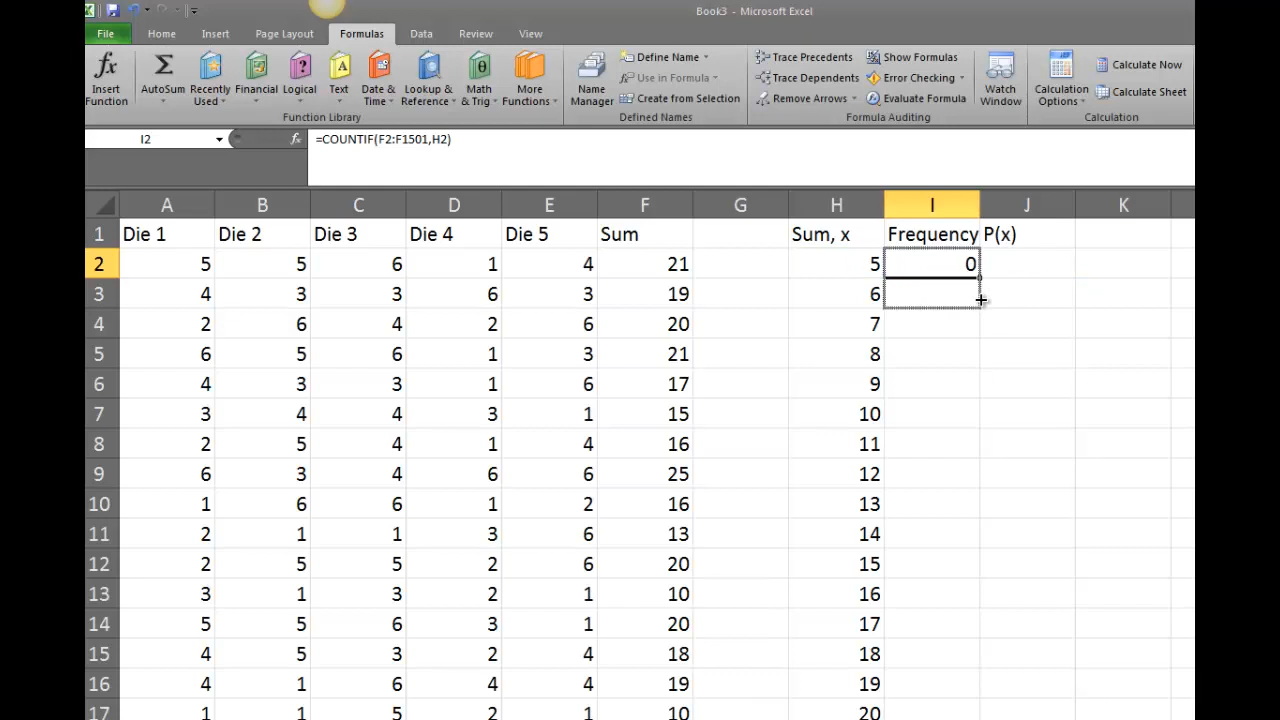 Book3 - Microsoft Excel
File Home Insert Page Layout Formulas Data Review View
fx Σ ? A θ
Insert Function
AutoSum
Recently Used
Financial
Logical
Text
Date & Time
Lookup & Reference
Math & Trig
More Functions
Function Library
Name Manager
Define Name
Use in Formula
Create from Selection
Defined Names
Trace Precedents
Trace Dependents
Remove Arrows
Show Formulas
Error Checking
Evaluate Formula
Formula Auditing
Watch Window
Calculation Options
Calculate Now
Calculate Sheet
Calculation
I2 fx =COUNTIF(F2:F1501,H2)
A B C D E F G H I J K
1 Die 1 Die 2 Die 3 Die 4 Die 5 Sum Sum, x Frequency P(x)
2 5 5 6 1 4 21 5 0
3 4 3 3 6 3 19 6
4 2 6 4 2 6 20 7
5 6 5 6 1 3 21 8
6 4 3 3 1 6 17 9
7 3 4 4 3 1 15 10
8 2 5 4 1 4 16 11
9 6 3 4 6 6 25 12
10 1 6 6 1 2 16 13
11 2 1 1 3 6 13 14
12 2 5 5 2 6 20 15
13 3 1 3 2 1 10 16
14 5 5 6 3 1 20 17
15 4 5 3 2 4 18 18
16 4 1 6 4 4 19 19
17 1 1 5 2 1 10 20